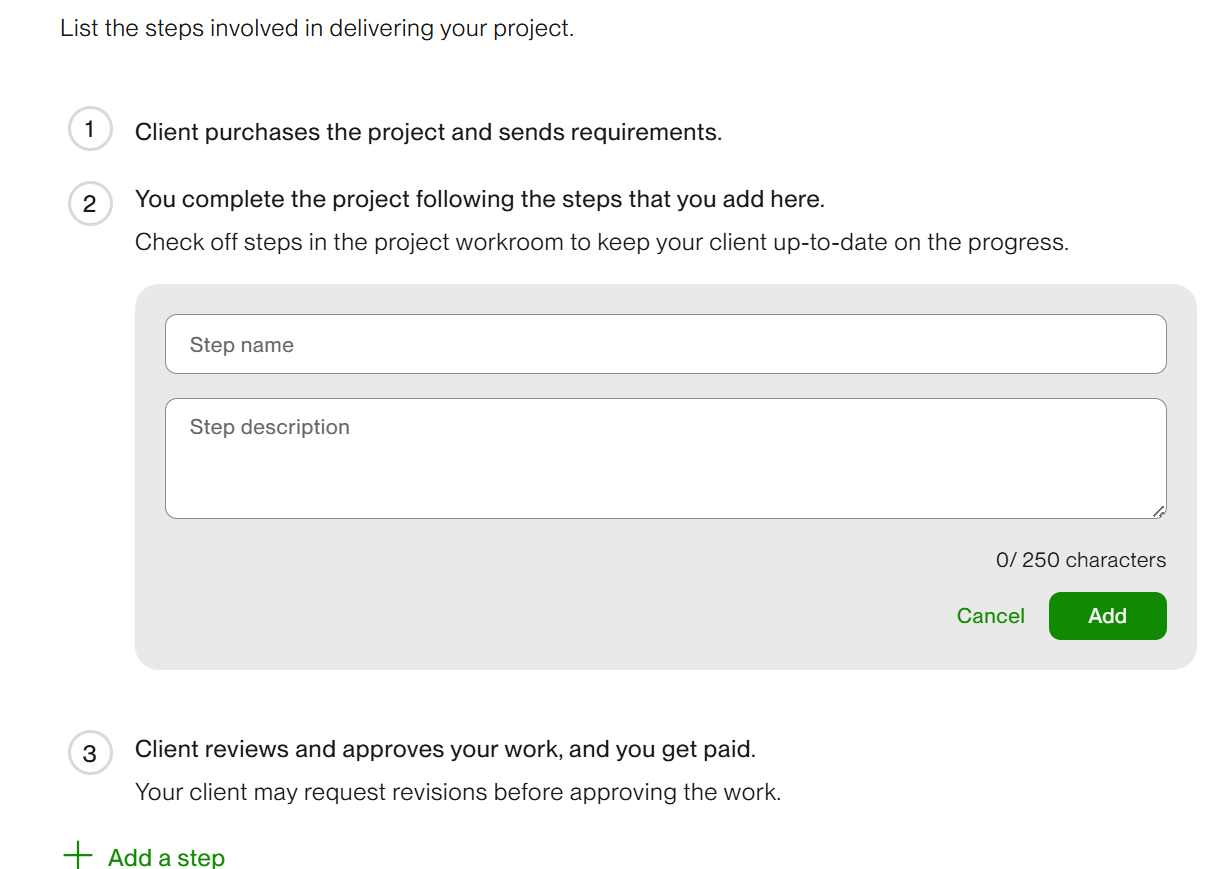 List the steps involved in delivering your project.
1
Client purchases the project and sends requirements.
2
You complete the project following the steps that you add here.
Check off steps in the project workroom to keep your client up-to-date on the progress.
Step name
Step description
0/ 250 characters
Cancel
Add
3
Client reviews and approves your work, and you get paid.
Your client may request revisions before approving the work.
+ Add a step